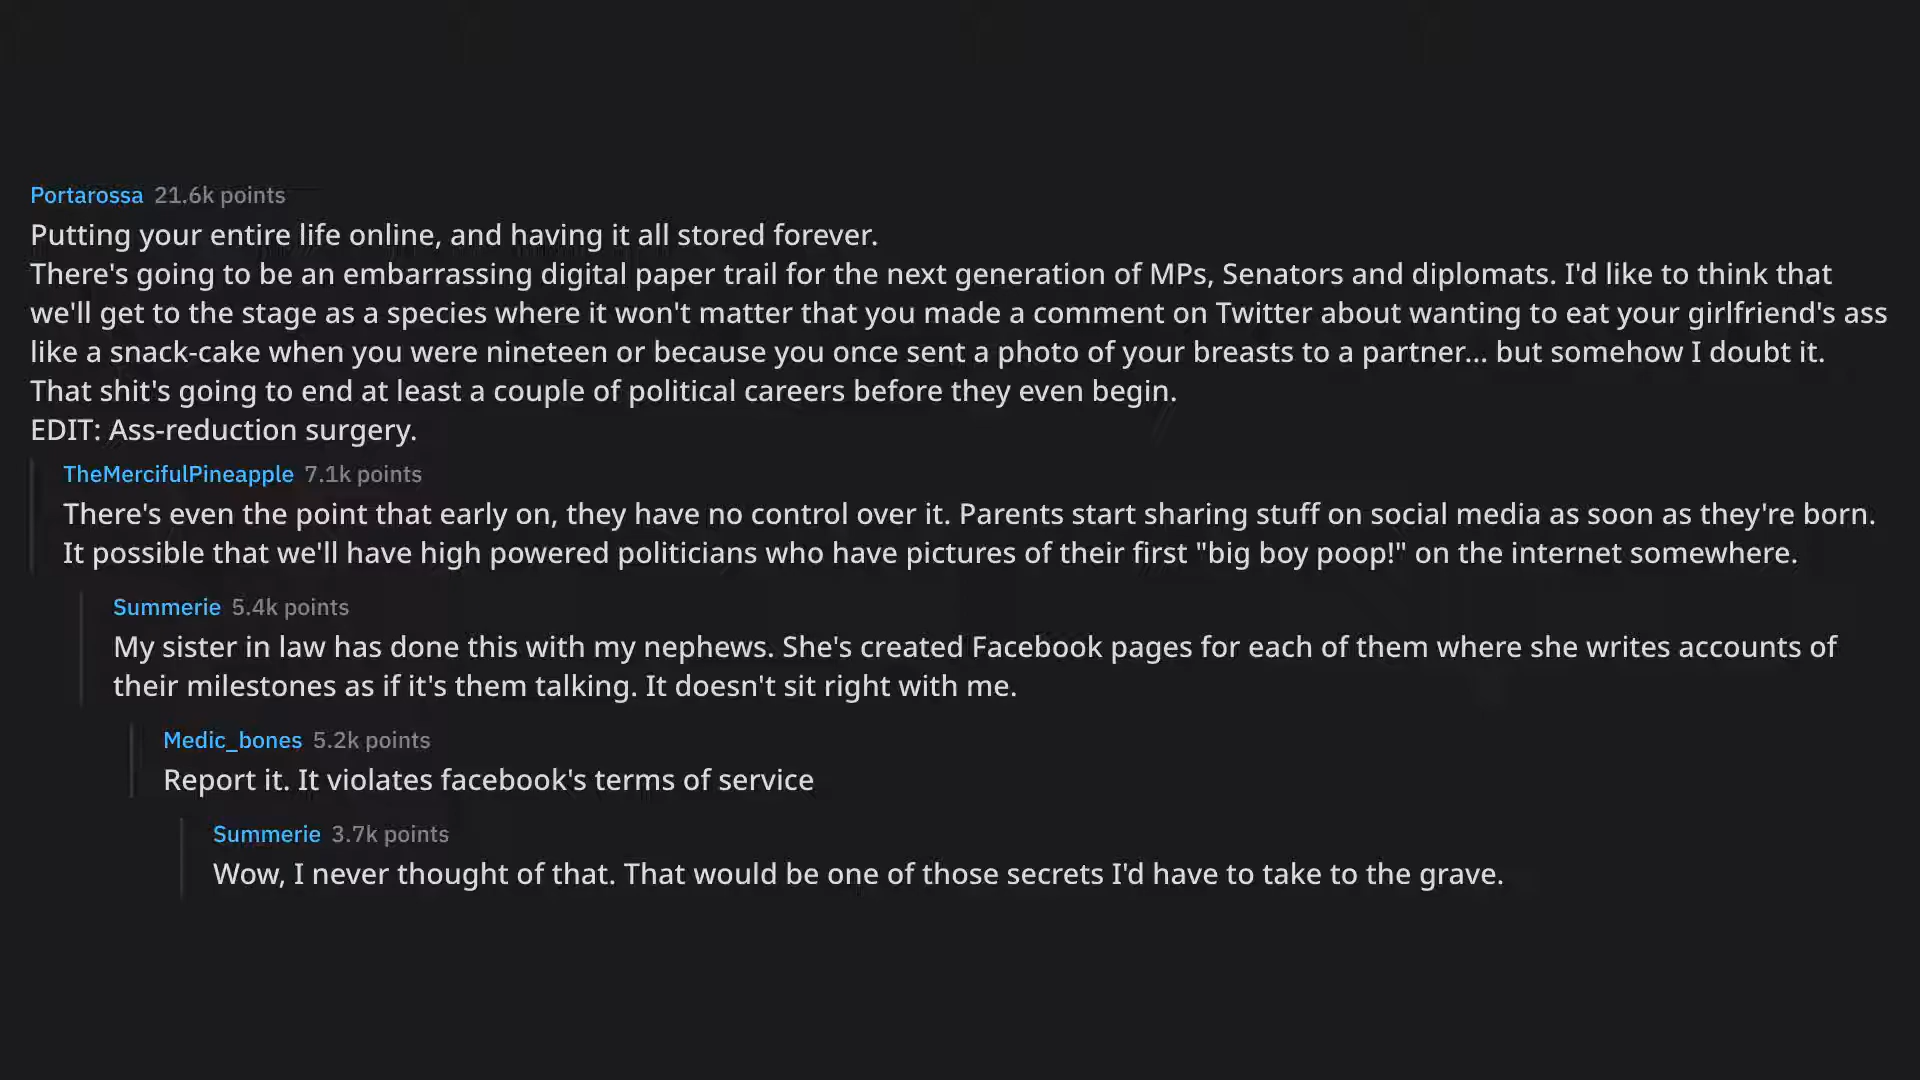 Portarossa 21.6k points
Putting your entire life online, and having it all stored forever.
There's going to be an embarrassing digital paper trail for the next generation of MPs, Senators and diplomats. I'd like to think that
we'll get to the stage as a species where it won't matter that you made a comment on Twitter about wanting to eat your girlfriend's ass
like a snack-cake when you were nineteen or because you once sent a photo of your breasts to a partner... but somehow I doubt it.
That shit's going to end at least a couple of political careers before they even begin.
EDIT: Ass-reduction surgery.
TheMercifulPineapple 7.1k points
There's even the point that early on, they have no control over it. Parents start sharing stuff on social media as soon as they're born.
It possible that we'll have high powered politicians who have pictures of their first "big boy poop!" on the internet somewhere.
Summerie 5.4k points
My sister in law has done this with my nephews. She's created Facebook pages for each of them where she writes accounts of
their milestones as if it's them talking. It doesn't sit right with me.
Medic_bones 5.2k points
Report it. It violates facebook's terms of service
Summerie 3.7k points
Wow, I never thought of that. That would be one of those secrets I'd have to take to the grave.